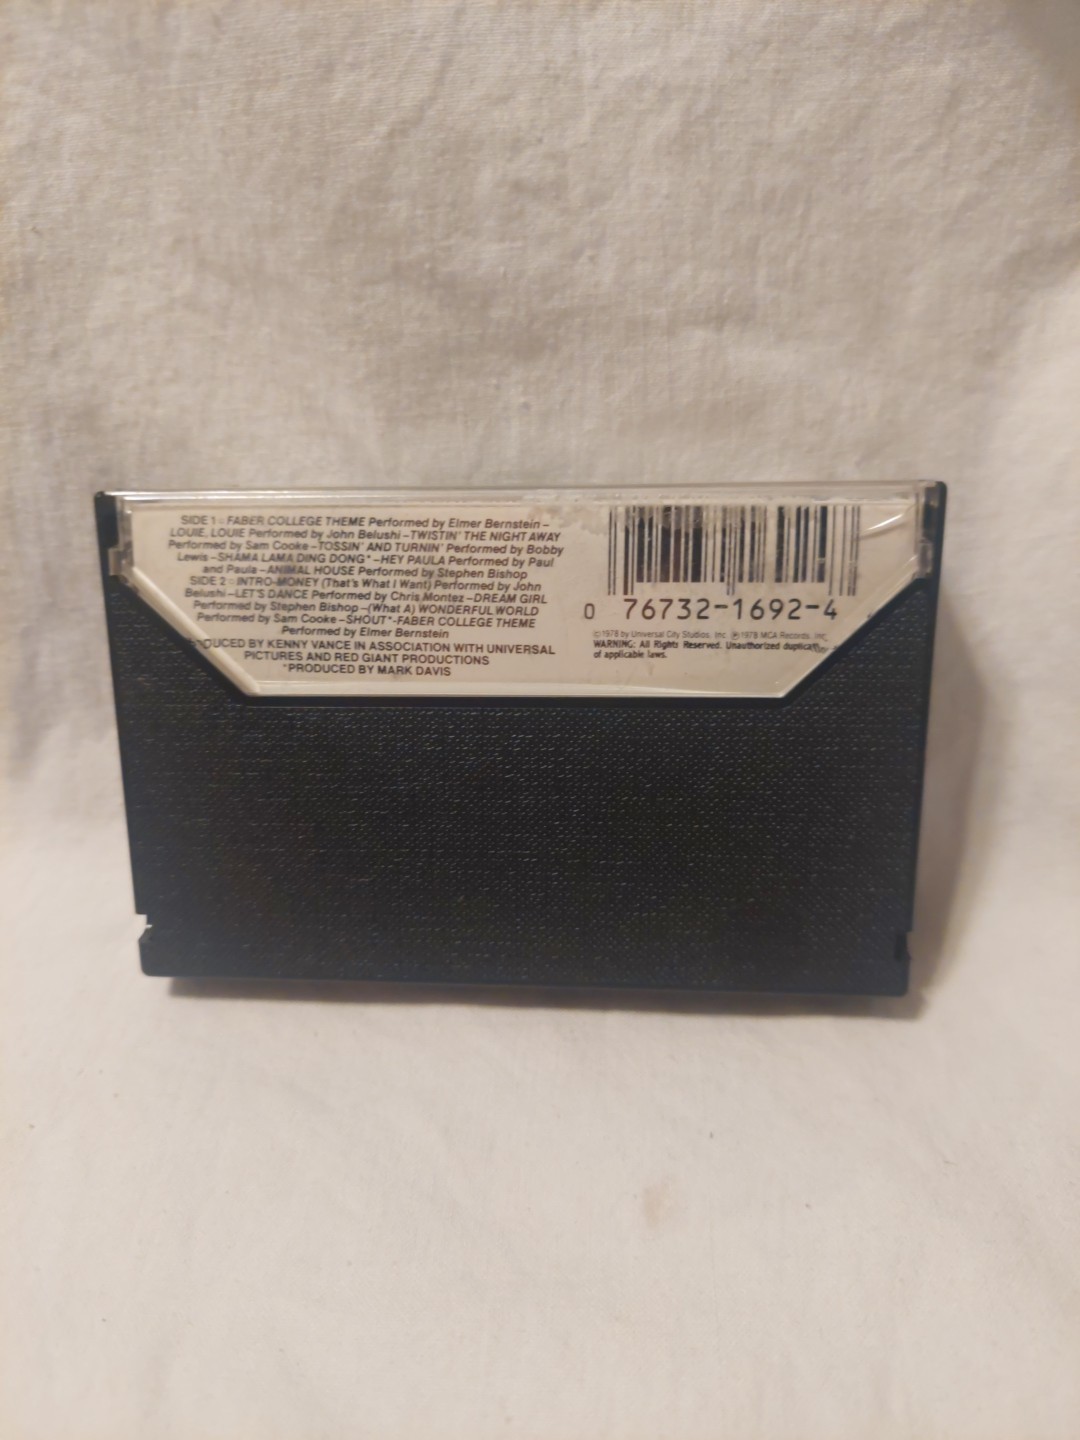 SIDE 1 - FABER COLLEGE THEME Performed by Elmer Bernstein -
LOUIE, LOUIE Performed by John Belushi - TWISTIN' THE NIGHT AWAY
Performed by Sam Cooke - TOSSIN' AND TURNIN' Performed by Bobby
Lewis - SHAMA LAMA DING DONG* - HEY PAULA Performed by Paul
and Paula - ANIMAL HOUSE Performed by Stephen Bishop
SIDE 2 - INTRO-MONEY (That's What I Want) Performed by John
Belushi - LET'S DANCE Performed by Chris Montez - DREAM GIRL
Performed by Stephen Bishop - (What A) WONDERFUL WORLD
Performed by Sam Cooke - SHOUT* - FABER COLLEGE THEME
Performed by Elmer Bernstein
DUCED BY KENNY VANCE IN ASSOCIATION WITH UNIVERSAL
PICTURES AND RED GIANT PRODUCTIONS
*PRODUCED BY MARK DAVIS
0 76732-1692-4
© 1978 by Universal City Studios, Inc. ℗ 1978 MCA Records, Inc.
WARNING: All Rights Reserved. Unauthorized duplicat
of applicable laws.